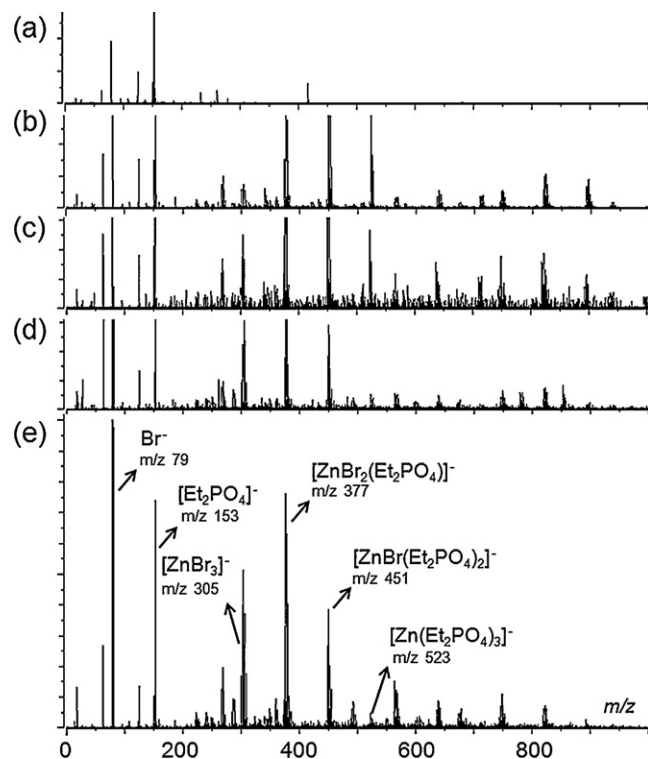 (a)
(b)
(c)
(d)
(e)
Br⁻
m/z 79
[Et₂PO₄]⁻
m/z 153
[ZnBr₃]⁻
m/z 305
[ZnBr₂(Et₂PO₄)]⁻
m/z 377
[ZnBr(Et₂PO₄)₂]⁻
m/z 451
[Zn(Et₂PO₄)₃]⁻
m/z 523
m/z
0 200 400 600 800